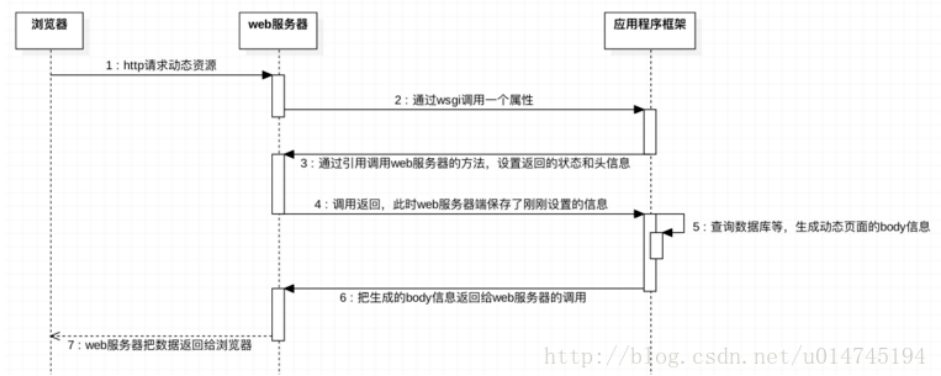 浏览器
web服务器
应用程序框架
1：http请求动态资源
2：通过wsgi调用一个属性
3：通过引用调用web服务器的方法，设置返回的状态和头信息
4：调用返回，此时web服务器端保存了刚刚设置的信息
5：查询数据库等，生成动态页面的body信息
6：把生成的body信息返回给web服务器的调用
7：web服务器把数据返回给浏览器
http://blog.csdn.net/u014745194